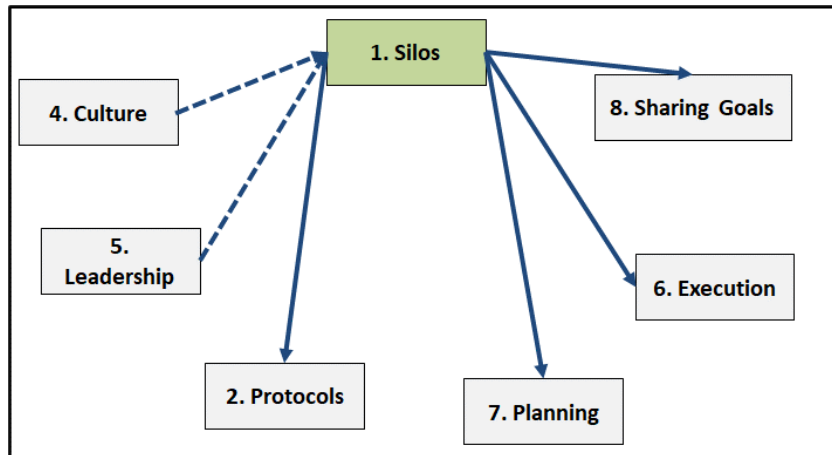 1. Silos
4. Culture
8. Sharing Goals
5.
Leadership
6. Execution
2. Protocols
7. Planning